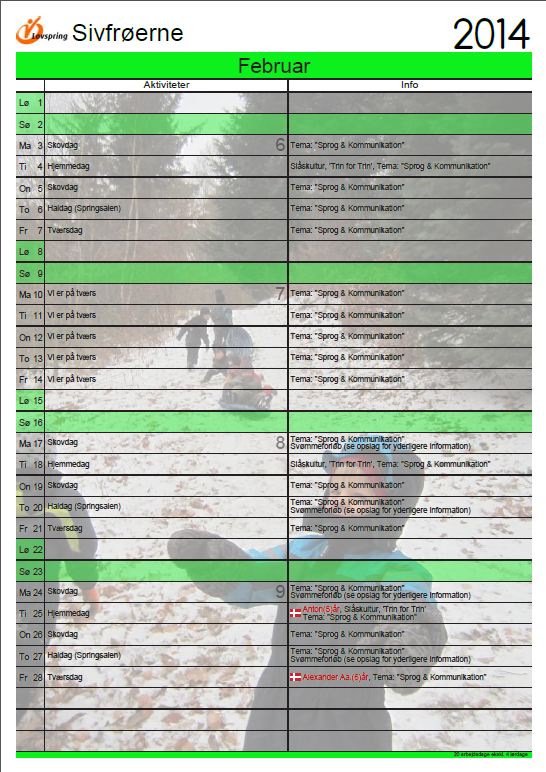 Løvspring Sivfrøerne 2014
Februar
Aktiviteter Info
Lø 1
Sø 2
Ma 3 Skovdag 6 Tema: "Sprog & Kommunikation"
Ti 4 Hjemmedag Slåskultur, 'Trin for Trin', Tema: "Sprog & Kommunikation"
On 5 Skovdag Tema: "Sprog & Kommunikation"
To 6 Haldag (Springsalen) Tema: "Sprog & Kommunikation"
Fr 7 Tværsdag Tema: "Sprog & Kommunikation"
Lø 8
Sø 9
Ma 10 Vi er på tværs 7 Tema: "Sprog & Kommunikation"
Ti 11 Vi er på tværs Tema: "Sprog & Kommunikation"
On 12 Vi er på tværs Tema: "Sprog & Kommunikation"
To 13 Vi er på tværs Tema: "Sprog & Kommunikation"
Fr 14 Vi er på tværs Tema: "Sprog & Kommunikation"
Lø 15
Sø 16
Ma 17 Skovdag 8 Tema: "Sprog & Kommunikation"
Svømmeforløb (se opslag for yderligere information)
Ti 18 Hjemmedag Slåskultur, 'Trin for Trin', Tema: "Sprog & Kommunikation"
On 19 Skovdag Tema: "Sprog & Kommunikation"
To 20 Haldag (Springsalen) Tema: "Sprog & Kommunikation"
Svømmeforløb (se opslag for yderligere information)
Fr 21 Tværsdag Tema: "Sprog & Kommunikation"
Lø 22
Sø 23
Ma 24 Skovdag 9 Tema: "Sprog & Kommunikation"
Svømmeforløb (se opslag for yderligere information)
Ti 25 Hjemmedag Anton(5)år, Slåskultur, 'Trin for Trin'
Tema: "Sprog & Kommunikation"
On 26 Skovdag Tema: "Sprog & Kommunikation"
To 27 Haldag (Springsalen) Tema: "Sprog & Kommunikation"
Svømmeforløb (se opslag for yderligere information)
Fr 28 Tværsdag Alexander Aa.(6)år, Tema: "Sprog & Kommunikation"
20 arbejdsdage ekskl. 4 lørdage